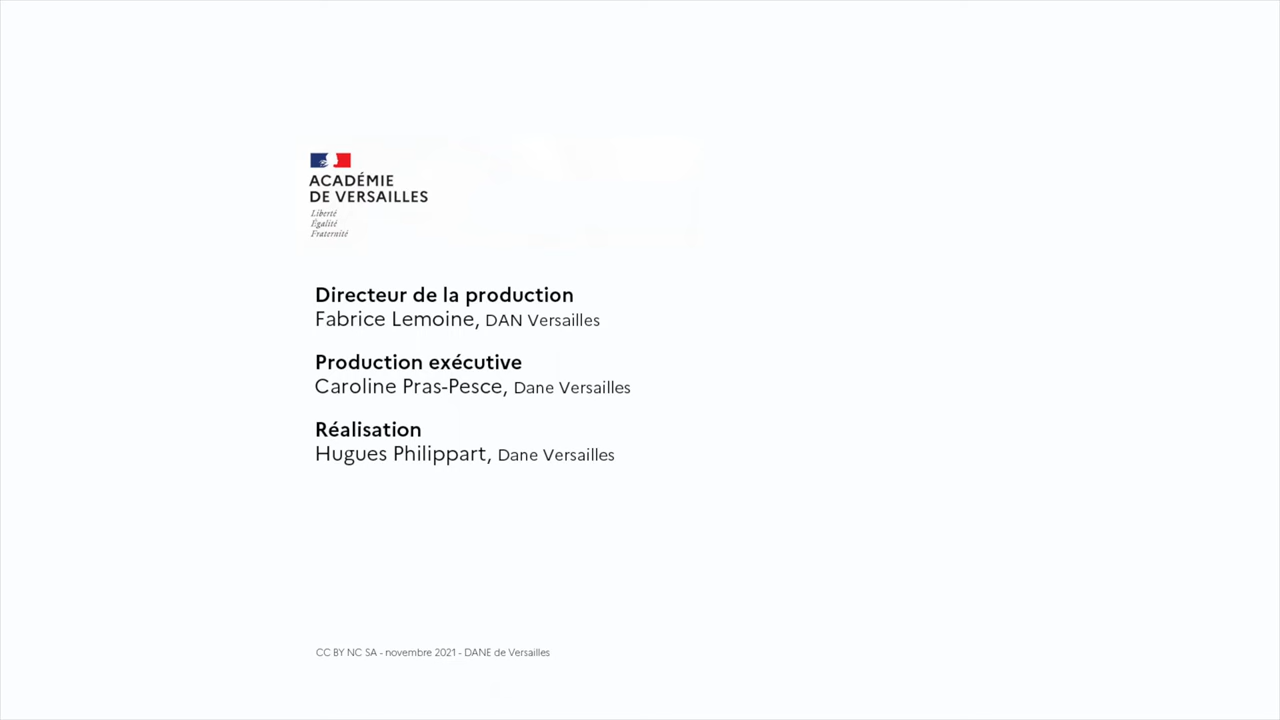 ACADÉMIE
DE VERSAILLES
Liberté
Égalité
Fraternité
Directeur de la production
Fabrice Lemoine, DAN Versailles
Production exécutive
Caroline Pras-Pesce, Dane Versailles
Réalisation
Hugues Philippart, Dane Versailles
CC BY NC SA - novembre 2021 - DANE de Versailles